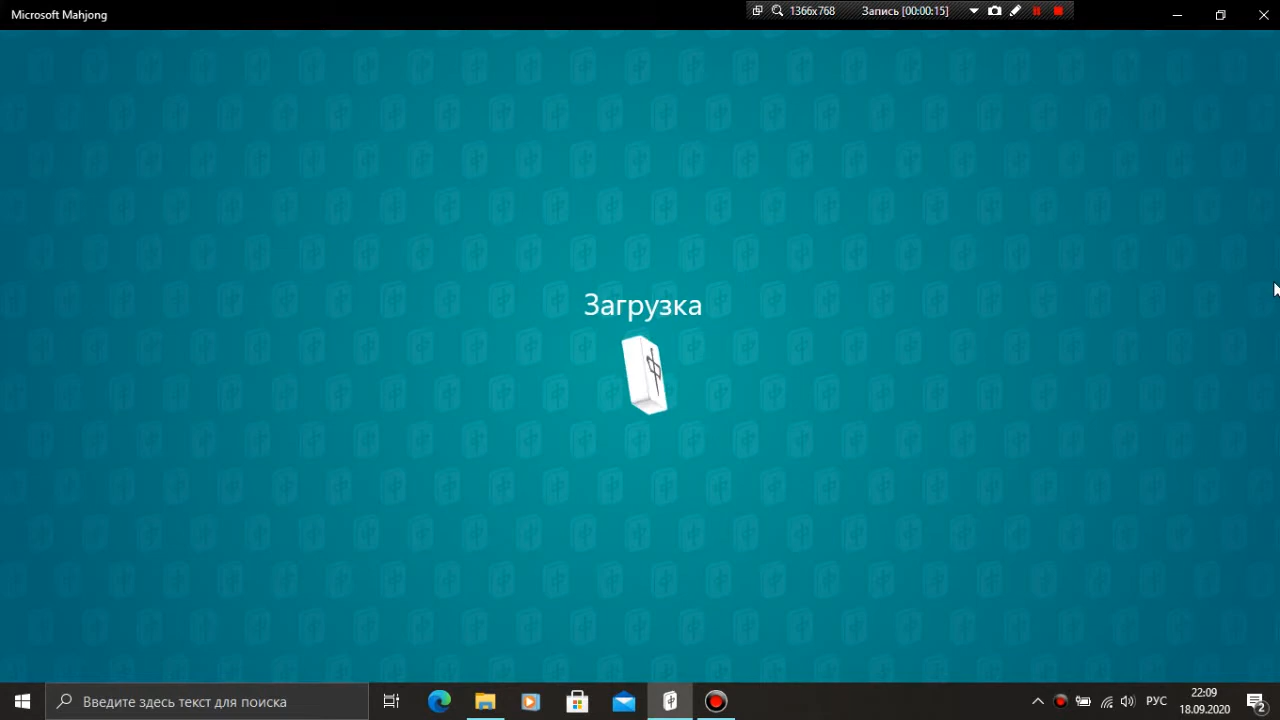 Microsoft Mahjong
1366x768 Запись [00:00:15]
Загрузка
Введите здесь текст для поиска
РУС
22:09
18.09.2020
2